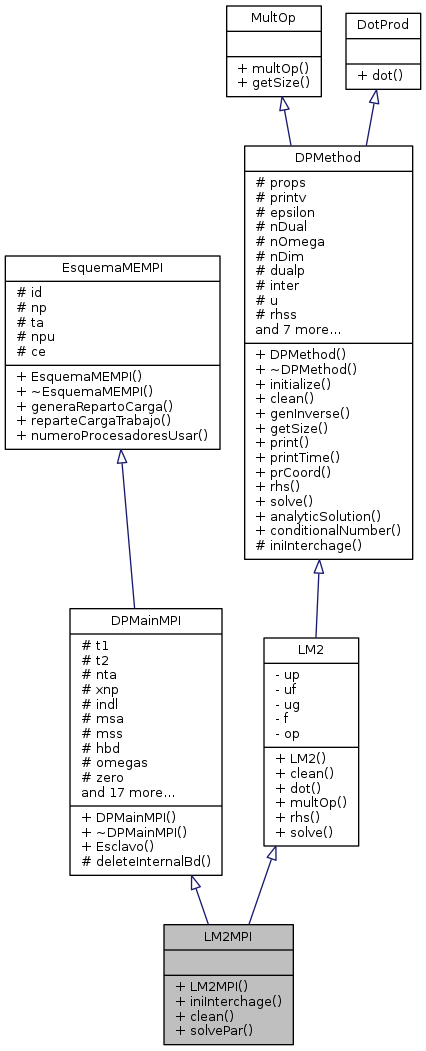 MultOp
+ multOp()
+ getSize()
DotProd
+ dot()
DPMethod
# props
# printv
# epsilon
# nDual
# nOmega
# nDim
# dualp
# inter
# u
# rhss
and 7 more...
+ DPMethod()
+ ~DPMethod()
+ initialize()
+ clean()
+ genInverse()
+ getSize()
+ print()
+ printTime()
+ prCoord()
+ rhs()
+ solve()
+ analyticSolution()
+ conditionalNumber()
# iniInterchage()
EsquemaMEMPI
# id
# np
# ta
# npu
# ce
+ EsquemaMEMPI()
+ ~EsquemaMEMPI()
+ generaRepartoCarga()
+ reparteCargaTrabajo()
+ numeroProcesadoresUsar()
DPMainMPI
# t1
# t2
# nta
# xnp
# indl
# msa
# mss
# hbd
# omegas
# zero
and 17 more...
+ DPMainMPI()
+ ~DPMainMPI()
+ Esclavo()
# deleteInternalBd()
LM2
- up
- uf
- ug
- f
- op
+ LM2()
+ clean()
+ dot()
+ multOp()
+ rhs()
+ solve()
LM2MPI
+ LM2MPI()
+ iniInterchage()
+ clean()
+ solvePar()